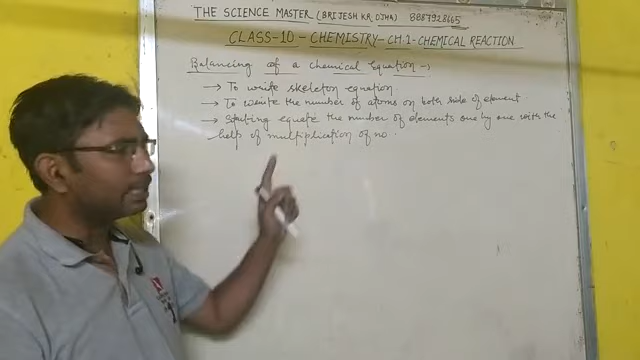 THE SCIENCE MASTER (BRIJESH KR. OJHA) 8887928665
CLASS-10 - CHEMISTRY - CH.1 - CHEMICAL REACTION
Balancing of a chemical Equation -:
→ To write skeleton equation
→ To write the number of atoms on both side of element
→ Starting equate the number of elements one by one with the
help of multiplication of no.